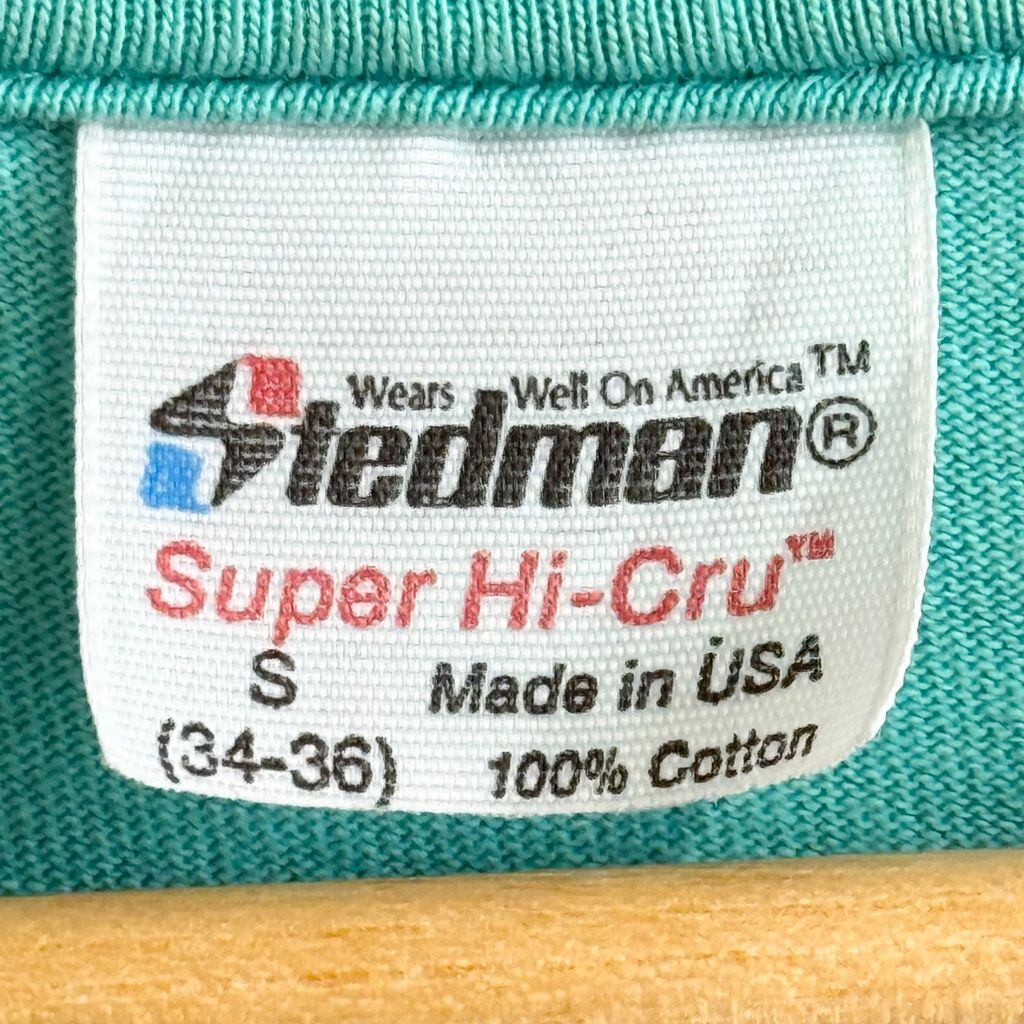 Wears Well On America™
Stedman®
Super Hi-Cru™
S
Made in USA
(34-36)
100% Cotton